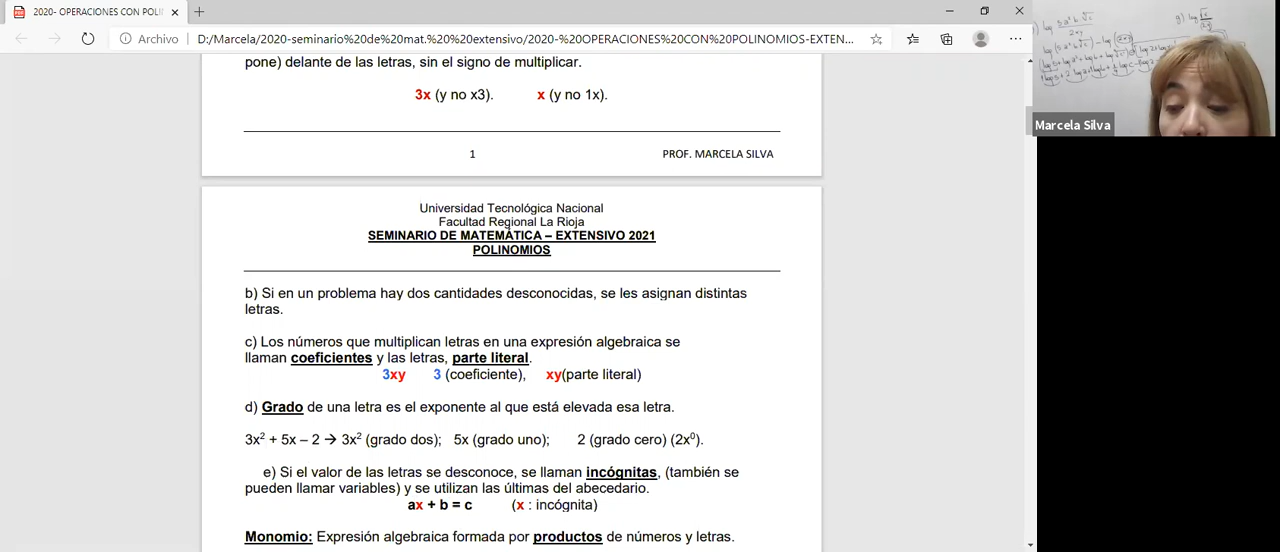 2020- OPERACIONES CON POLI
Archivo
D:/Marcela/2020-seminario%20de%20mat.%20%20extensivo/2020-%20OPERACIONES%20CON%20POLINOMIOS-EXTEN...
pone) delante de las letras, sin el signo de multiplicar.
3x (y no x3). x (y no 1x).
1 PROF. MARCELA SILVA
Universidad Tecnológica Nacional
Facultad Regional La Rioja
SEMINARIO DE MATEMÁTICA – EXTENSIVO 2021
POLINOMIOS
b) Si en un problema hay dos cantidades desconocidas, se les asignan distintas
letras.
c) Los números que multiplican letras en una expresión algebraica se
llaman coeficientes y las letras, parte literal.
3xy 3 (coeficiente), xy(parte literal)
d) Grado de una letra es el exponente al que está elevada esa letra.
3x² + 5x – 2 → 3x² (grado dos); 5x (grado uno); 2 (grado cero) (2x⁰).
e) Si el valor de las letras se desconoce, se llaman incógnitas, (también se
pueden llamar variables) y se utilizan las últimas del abecedario.
ax + b = c (x : incógnita)
Monomio: Expresión algebraica formada por productos de números y letras.
Marcela Silva